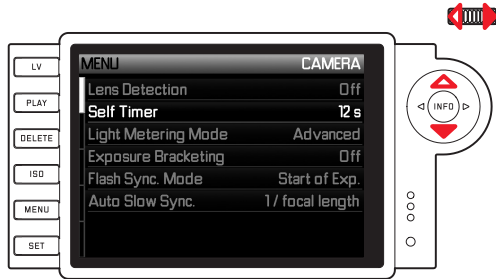 LV
PLAY
DELETE
ISO
MENU
SET
MENU CAMERA
Lens Detection Off
Self Timer 12 s
Light Metering Mode Advanced
Exposure Bracketing Off
Flash Sync. Mode Start of Exp.
Auto Slow Sync. 1 / focal length
INFO